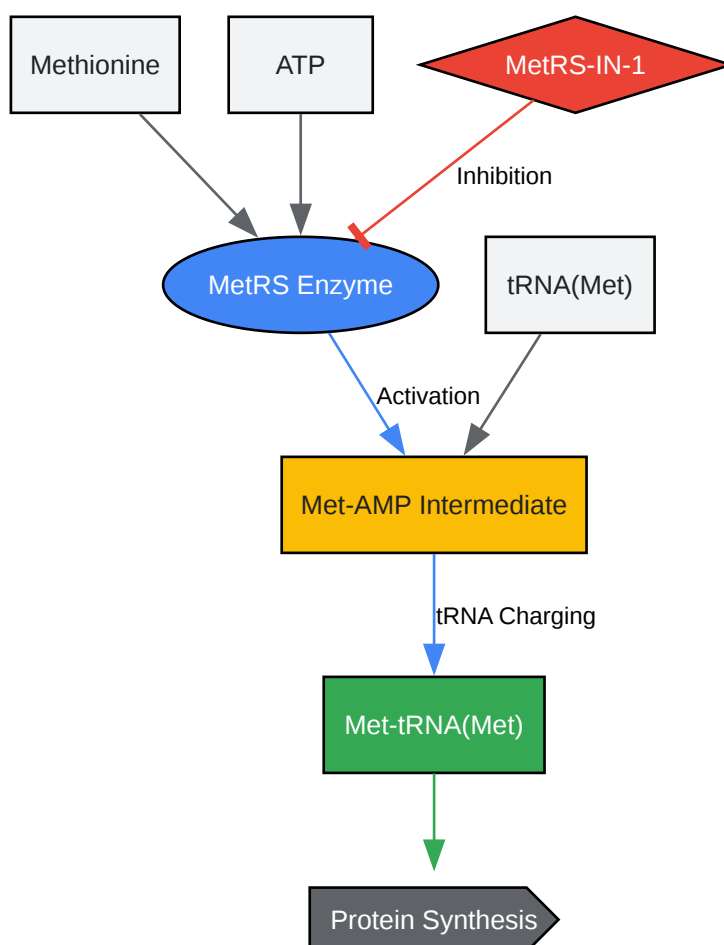 Methionine
ATP
MetRS-IN-1
Inhibition
MetRS Enzyme
tRNA(Met)
Activation
Met-AMP Intermediate
tRNA Charging
Met-tRNA(Met)
Protein Synthesis